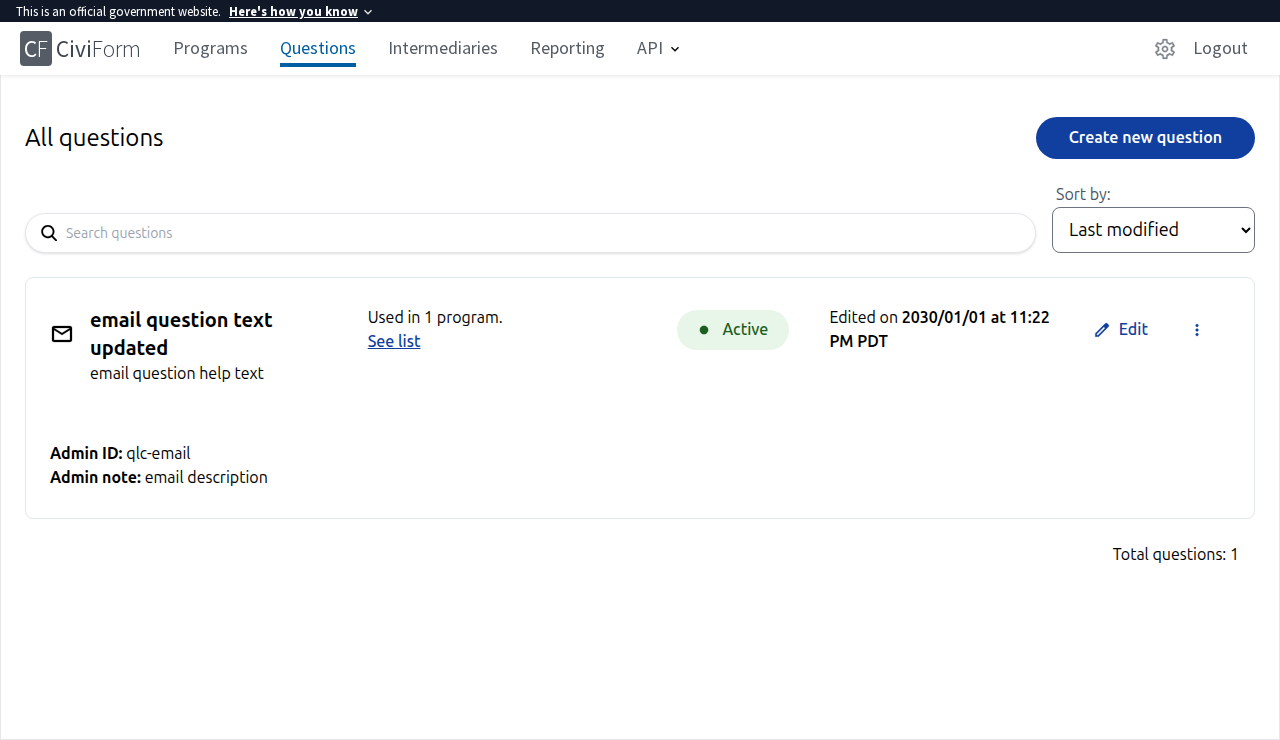 This is an official government website. Here's how you know
CF CiviForm Programs Questions Intermediaries Reporting API Logout
All questions
Create new question
Sort by:
Search questions
Last modified
email question text
updated
email question help text
Used in 1 program.
See list
Active
Edited on 2030/01/01 at 11:22
PM PDT
Edit
Admin ID: qlc-email
Admin note: email description
Total questions: 1